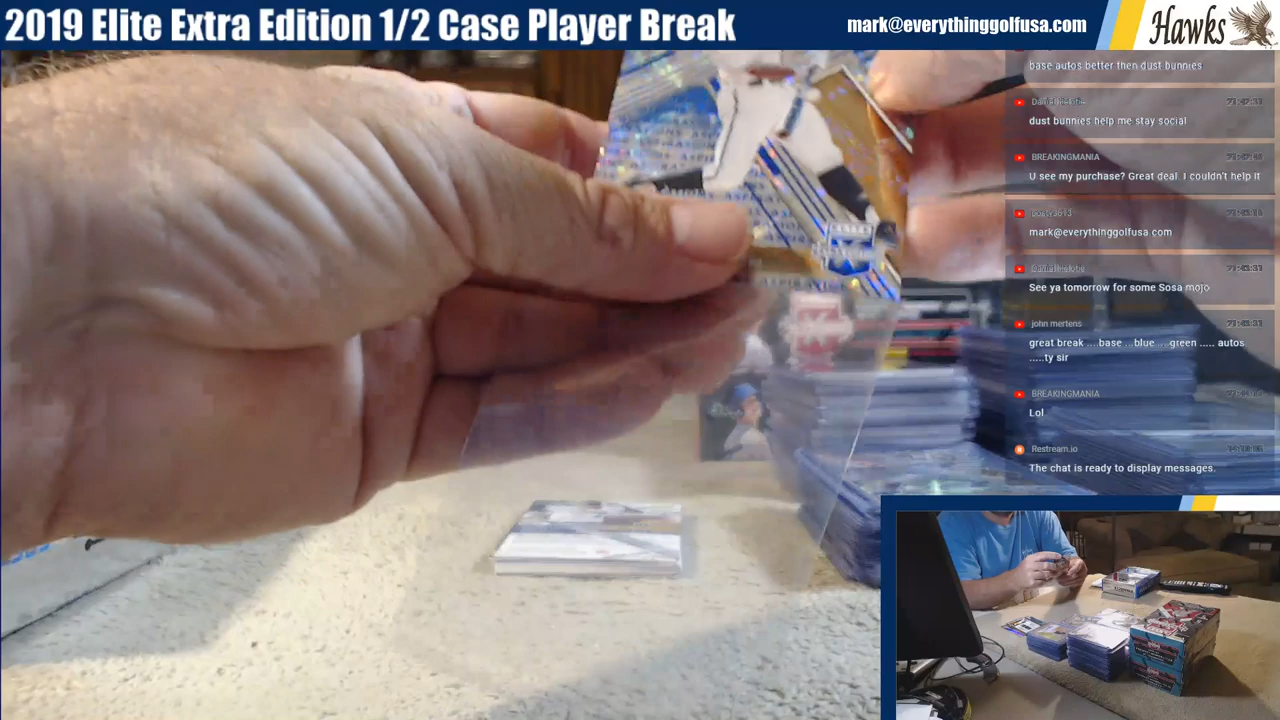 2019 Elite Extra Edition 1/2 Case Player Break
mark@everythinggolfusa.com
Hawks
base autos better then dust bunnies
dust bunnies help me stay social
BREAKINGMANIA
U see my purchase? Great deal I couldn't help it
mark@everythinggolfusa.com
See ya tomorrow for some Sosa mojo
john mertens
great break ....base ...blue ....green ..... autos
.....ty sir
BREAKINGMANIA
Lol
Restream.io
The chat is ready to display messages.